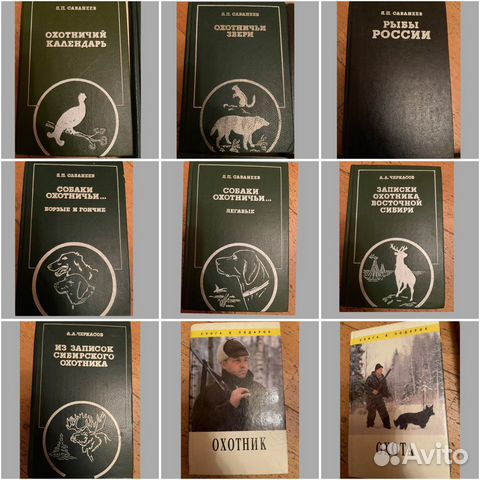 Л.П. САБАНЕЕВ
ОХОТНИЧИЙ
КАЛЕНДАРЬ
Л.П. САБАНЕЕВ
ОХОТНИЧЬИ
ЗВЕРИ
Л.П. САБАНЕЕВ
РЫБЫ
РОССИИ
Л.П. САБАНЕЕВ
СОБАКИ
ОХОТНИЧЬИ...
БОРЗЫЕ И ГОНЧИЕ
Л.П. САБАНЕЕВ
СОБАКИ
ОХОТНИЧЬИ...
ЛЕГАВЫЕ
А.А. ЧЕРКАСОВ
ЗАПИСКИ
ОХОТНИКА
ВОСТОЧНОЙ
СИБИРИ
А.А. ЧЕРКАСОВ
ИЗ ЗАПИСОК
СИБИРСКОГО
ОХОТНИКА
КНИГА В ПОДАРОК
ОХОТНИК
КНИГА В ПОДАРОК
ОХОТА
Avito